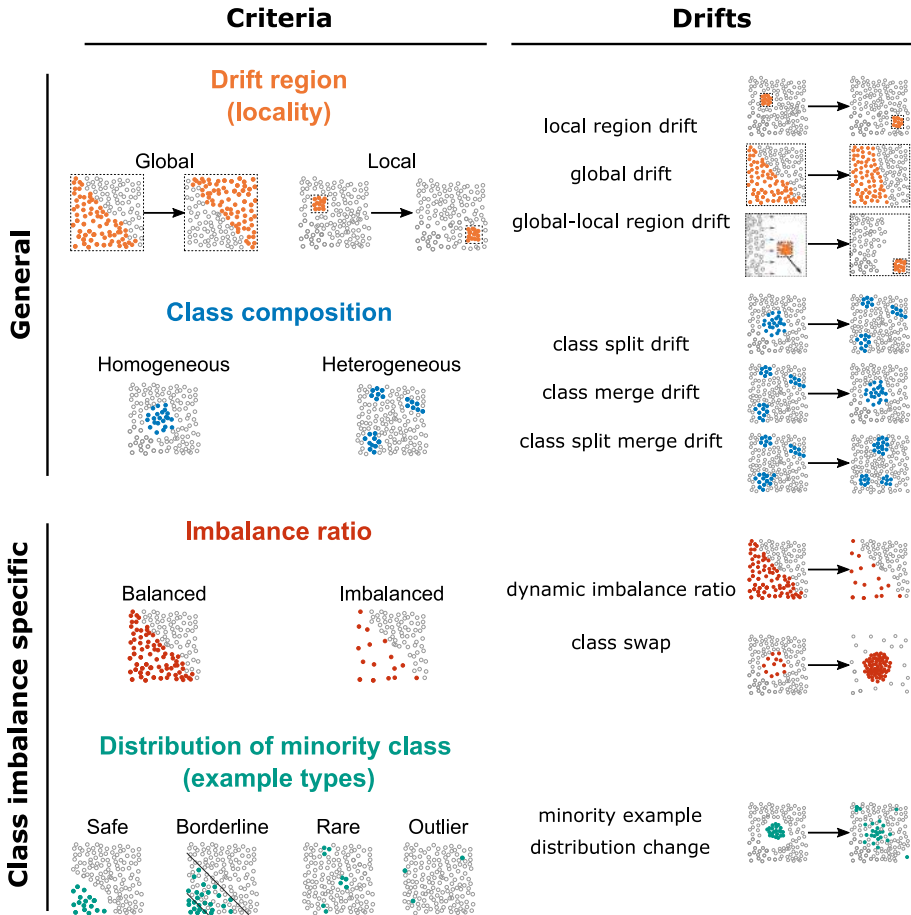 Criteria
Drifts
General
Drift region
(locality)
Global
Local
local region drift
global drift
global-local region drift
Class composition
Homogeneous
Heterogeneous
class split drift
class merge drift
class split merge drift
Class imbalance specific
Imbalance ratio
Balanced
Imbalanced
dynamic imbalance ratio
class swap
Distribution of minority class
(example types)
Safe
Borderline
Rare
Outlier
minority example
distribution change